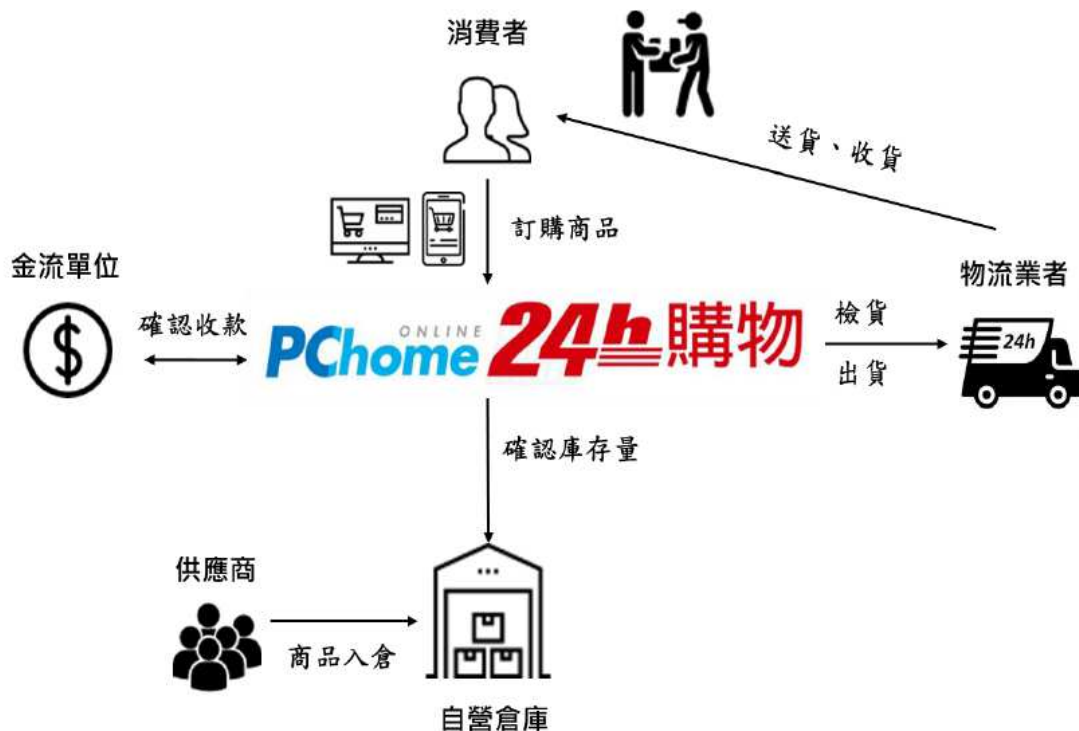 消費者
送貨、收貨
訂購商品
金流單位
物流業者
確認收款
PChome ONLINE 24h購物
檢貨
24h
出貨
確認庫存量
供應商
商品入倉
自營倉庫